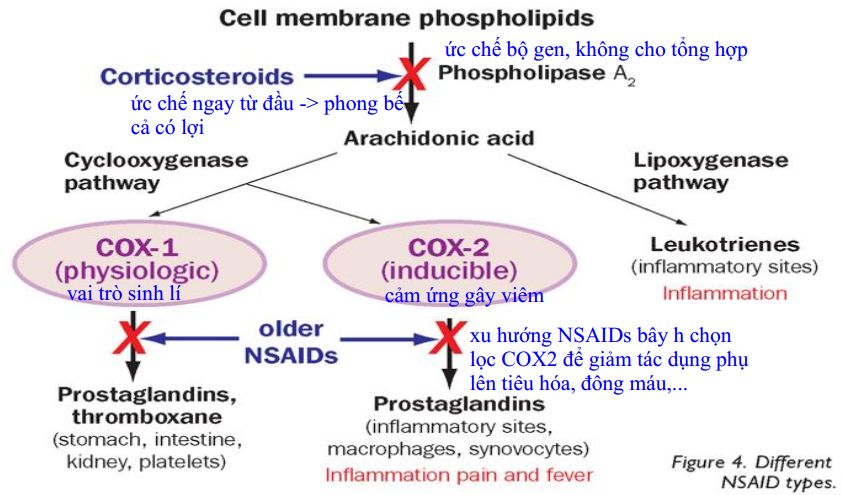 Cell membrane phospholipids
ức chế bộ gen, không cho tổng hợp
Corticosteroids
Phospholipase A₂
ức chế ngay từ đầu -> phong bế
cả có lợi
Arachidonic acid
Cyclooxygenase
pathway
Lipoxygenase
pathway
COX-1
(physiologic)
vai trò sinh lí
COX-2
(inducible)
cảm ứng gây viêm
Leukotrienes
(inflammatory sites)
Inflammation
older
NSAIDs
xu hướng NSAIDs bây h chọn
lọc COX2 để giảm tác dụng phụ
lên tiêu hóa, đông máu,...
Prostaglandins,
thromboxane
(stomach, intestine,
kidney, platelets)
Prostaglandins
(inflammatory sites,
macrophages, synovocytes)
Inflammation pain and fever
Figure 4. Different
NSAID types.